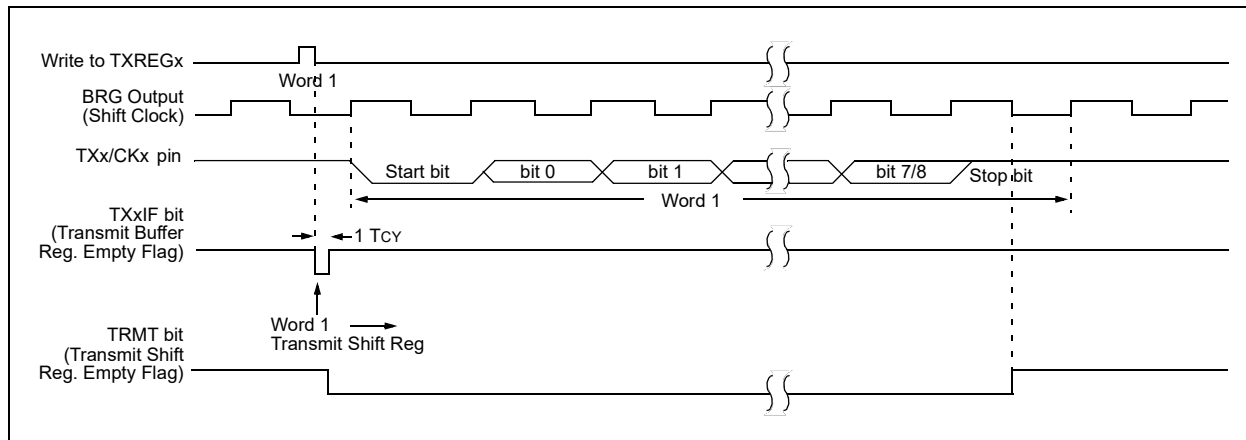 Write to TXREGx
Word 1
BRG Output
(Shift Clock)
TXx/CKx pin
Start bit
bit 0
bit 1
bit 7/8
Stop bit
Word 1
TXxIF bit
(Transmit Buffer
Reg. Empty Flag)
1 TCY
Word 1
Transmit Shift Reg
TRMT bit
(Transmit Shift
Reg. Empty Flag)